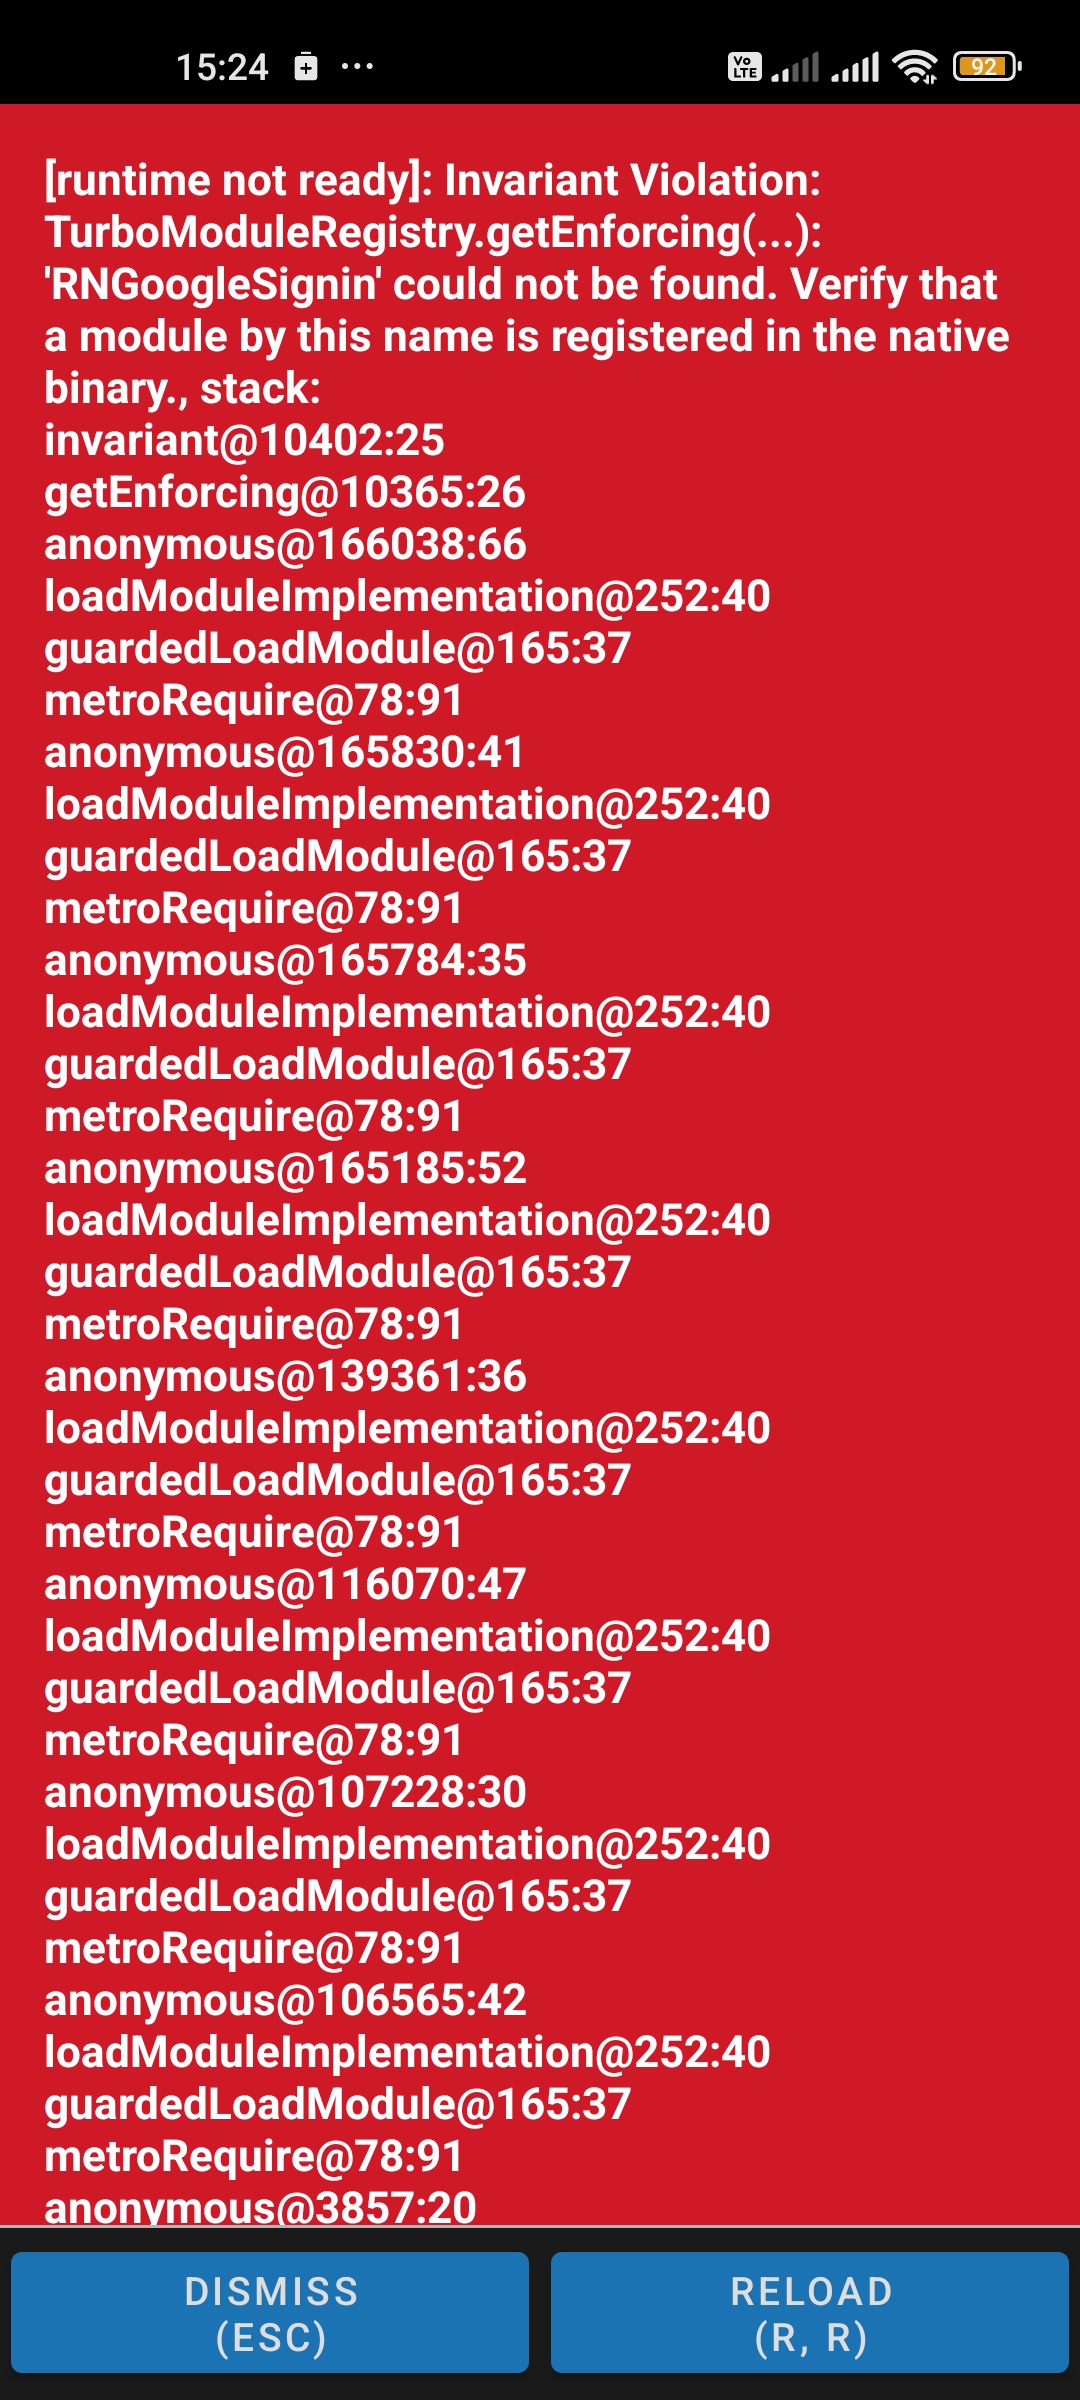 15:24
Vo
LTE
92
[runtime not ready]: Invariant Violation:
TurboModuleRegistry.getEnforcing(...):
'RNGoogleSignin' could not be found. Verify that
a module by this name is registered in the native
binary., stack:
invariant@10402:25
getEnforcing@10365:26
anonymous@166038:66
loadModuleImplementation@252:40
guardedLoadModule@165:37
metroRequire@78:91
anonymous@165830:41
loadModuleImplementation@252:40
guardedLoadModule@165:37
metroRequire@78:91
anonymous@165784:35
loadModuleImplementation@252:40
guardedLoadModule@165:37
metroRequire@78:91
anonymous@165185:52
loadModuleImplementation@252:40
guardedLoadModule@165:37
metroRequire@78:91
anonymous@139361:36
loadModuleImplementation@252:40
guardedLoadModule@165:37
metroRequire@78:91
anonymous@116070:47
loadModuleImplementation@252:40
guardedLoadModule@165:37
metroRequire@78:91
anonymous@107228:30
loadModuleImplementation@252:40
guardedLoadModule@165:37
metroRequire@78:91
anonymous@106565:42
loadModuleImplementation@252:40
guardedLoadModule@165:37
metroRequire@78:91
anonymous@3857:20
DISMISS
(ESC)
RELOAD
(R, R)